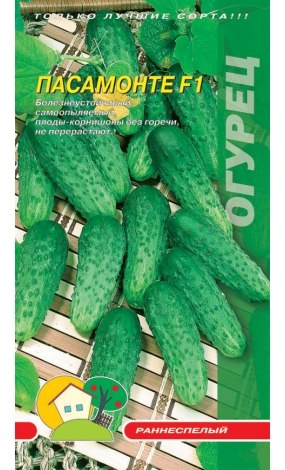 ТОЛЬКО ЛУЧШИЕ СОРТА!!!
ПАСАМОНТЕ F1
Болезнеустойчивый,
самоопыляемый,
плоды-корнишоны без горечи,
не перерастают.
ОГУРЕЦ
РАННЕСПЕЛЫЙ